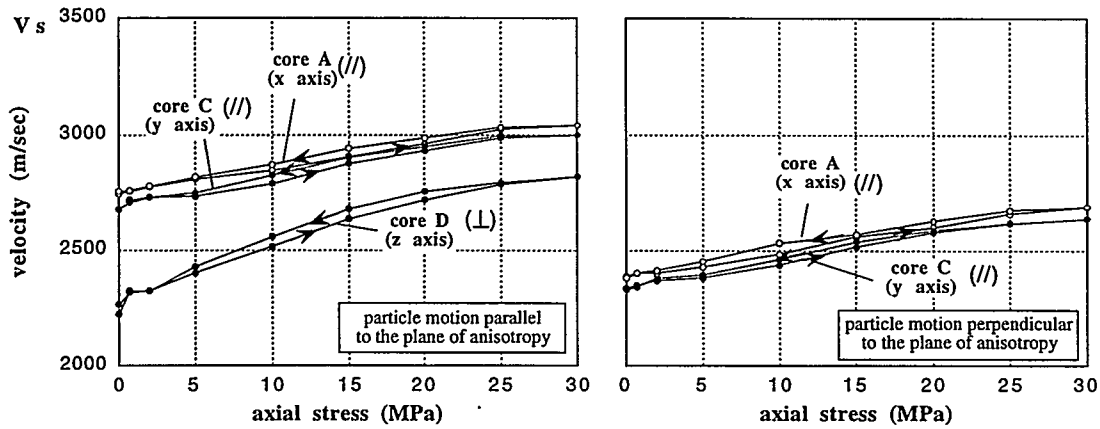 Vs
velocity (m/sec)
3500
3000
2500
2000
core A
(x axis) (//)
core C (//)
(y axis)
core D (⊥)
(z axis)
particle motion parallel
to the plane of anisotropy
0 5 10 15 20 25 30
axial stress (MPa)
core A
(x axis) (//)
core C (//)
(y axis)
particle motion perpendicular
to the plane of anisotropy
0 5 10 15 20 25 30
axial stress (MPa)